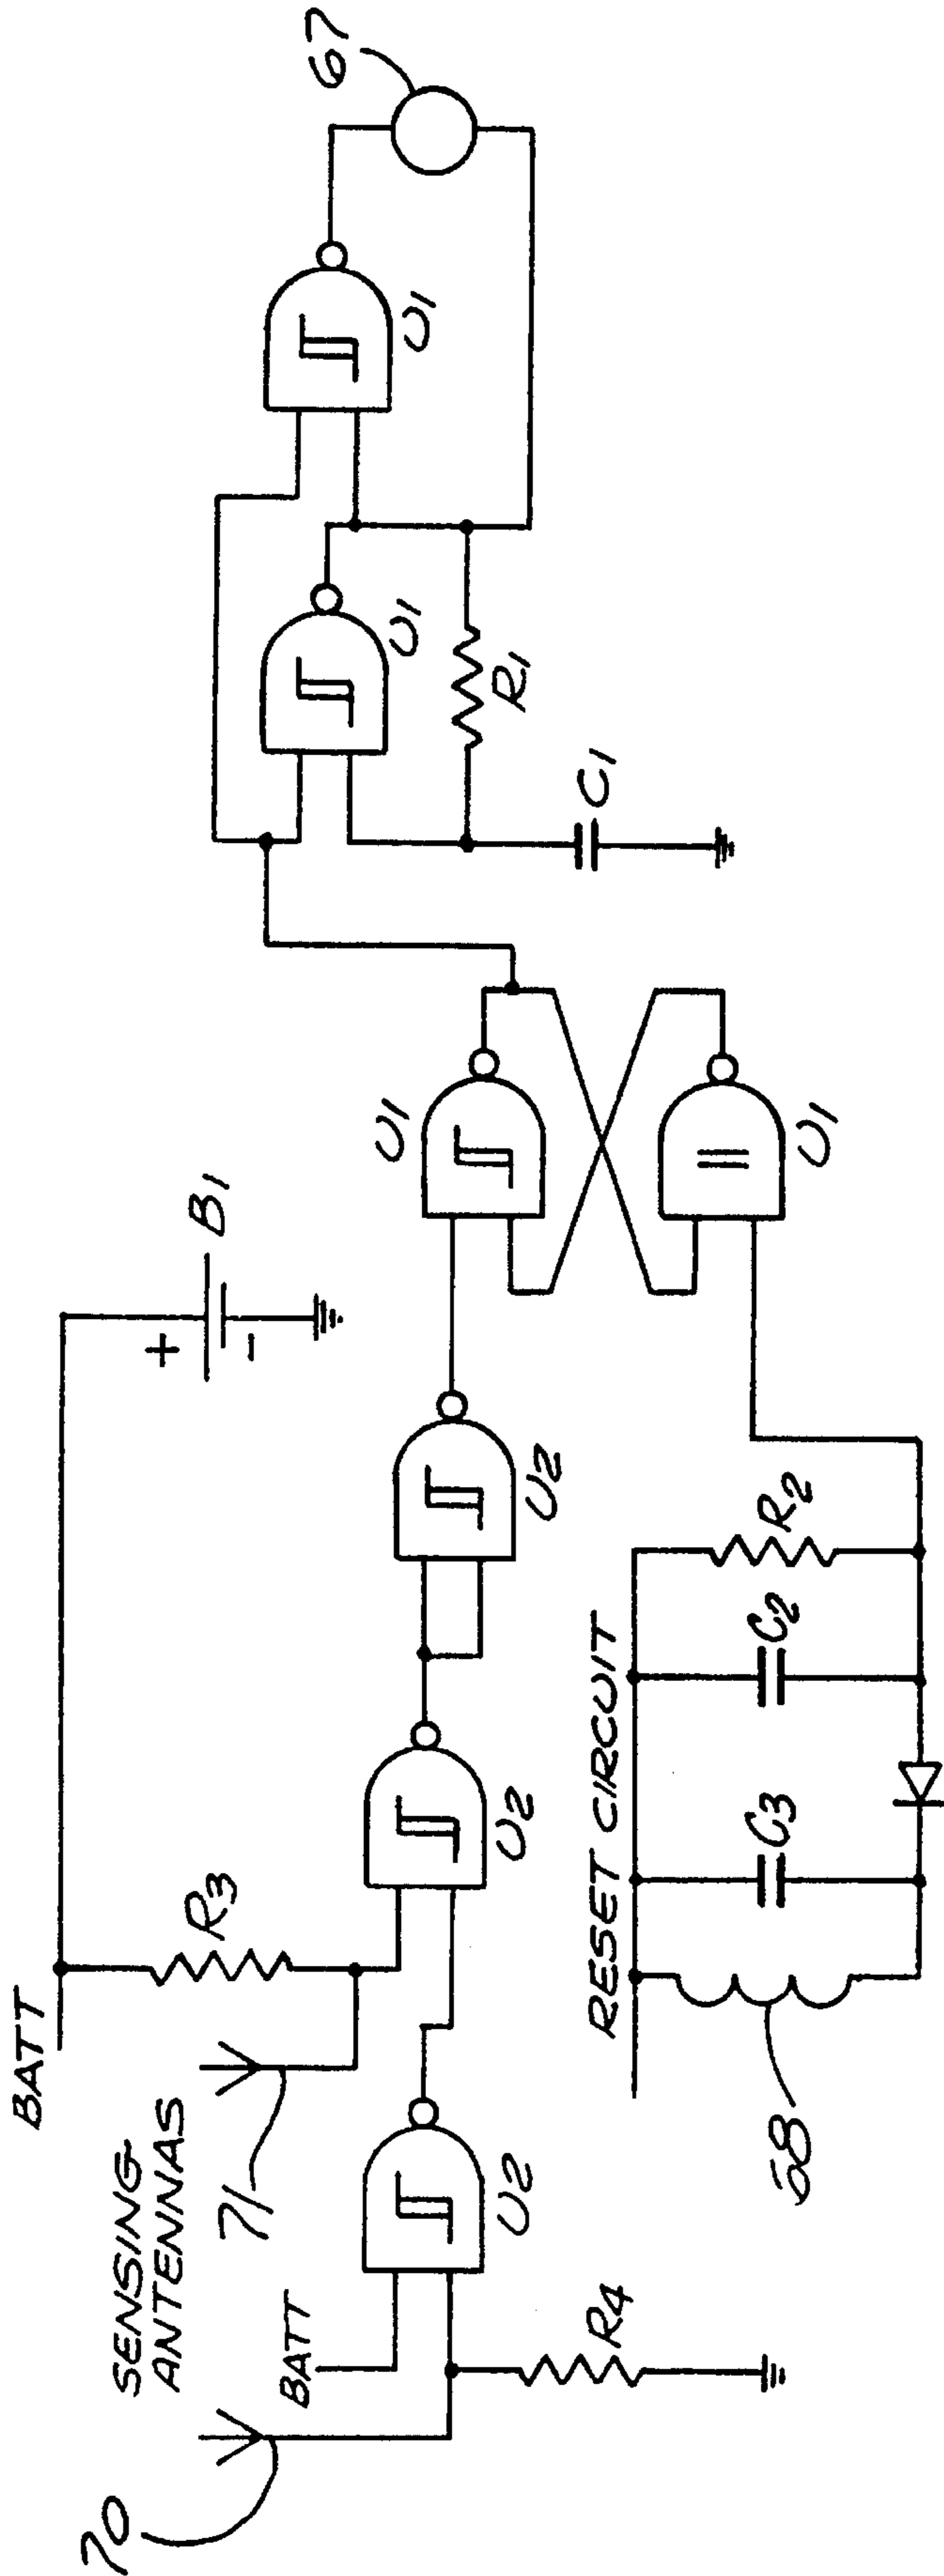 BATT
+
B1
-
SENSING
ANTENNAS
70
71
R3
BATT
R4
U2
U2
U2
U1
U1
U1
U1
67
R1
C1
RESET CIRCUIT
68
C3
C2
R2